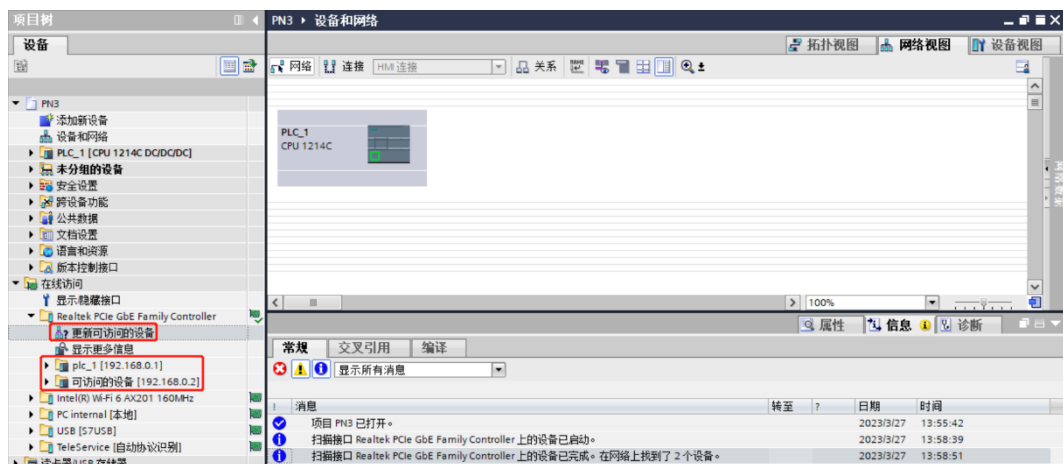 项目树
PN3 ▸ 设备和网络
设备
拓扑视图
网络视图
设备视图
网络
连接
HMI 连接
关系
PN3
添加新设备
设备和网络
PLC_1 [CPU 1214C DC/DC/DC]
未分组的设备
安全设置
跨设备功能
公共数据
文档设置
语言和资源
版本控制接口
在线访问
显示/隐藏接口
Realtek PCIe GbE Family Controller
更新可访问的设备
显示更多信息
plc_1 [192.168.0.1]
可访问的设备 [192.168.0.2]
Intel(R) Wi-Fi 6 AX201 160MHz
PC internal [本地]
USB [S7USB]
TeleService [自动协议识别]
读卡器/USB 存储器
PLC_1
CPU 1214C
100%
属性
信息
诊断
常规
交叉引用
编译
显示所有消息
! 消息 转至 ? 日期 时间
项目 PN3 已打开。 2023/3/27 13:55:42
扫描接口 Realtek PCIe GbE Family Controller 上的设备已启动。 2023/3/27 13:58:39
扫描接口 Realtek PCIe GbE Family Controller 上的设备已完成。在网络上找到了 2 个设备。 2023/3/27 13:58:51